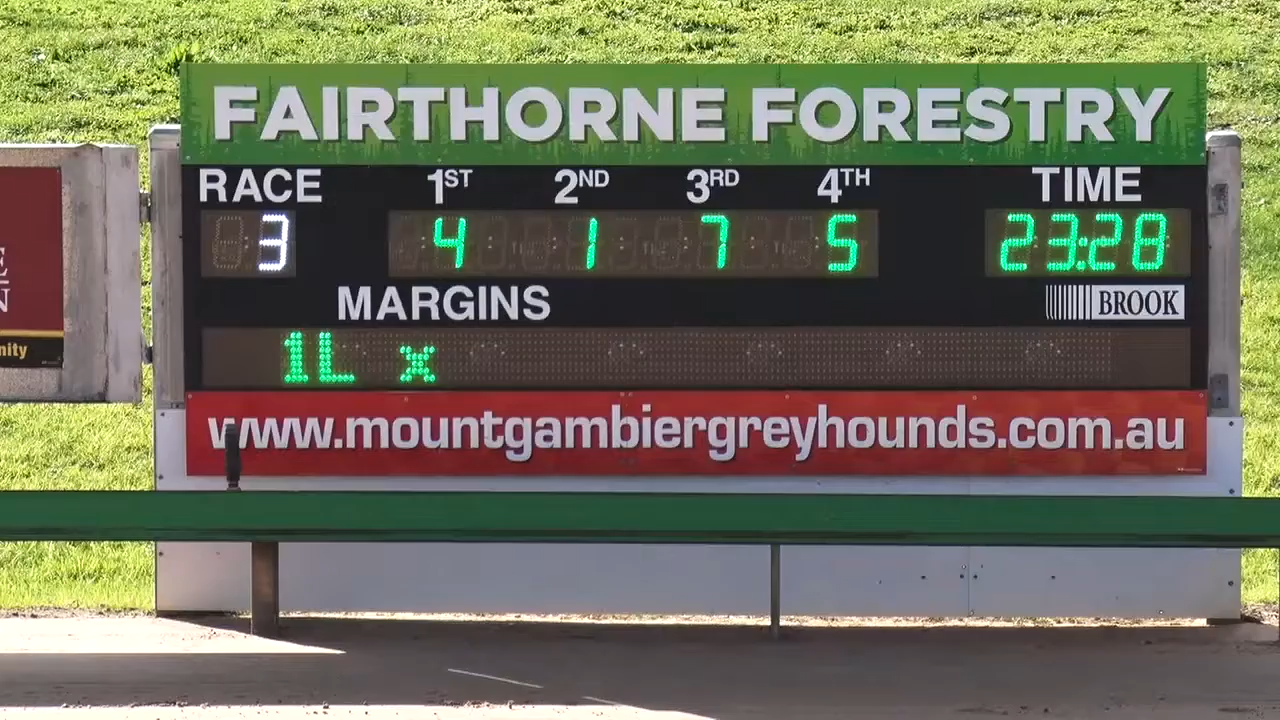 FAIRTHORNE FORESTRY
RACE 1ST 2ND 3RD 4TH TIME
3 4 1 7 5 23:28
MARGINS
BROOK
1L x
www.mountgambiergreyhounds.com.au
E
N
nity